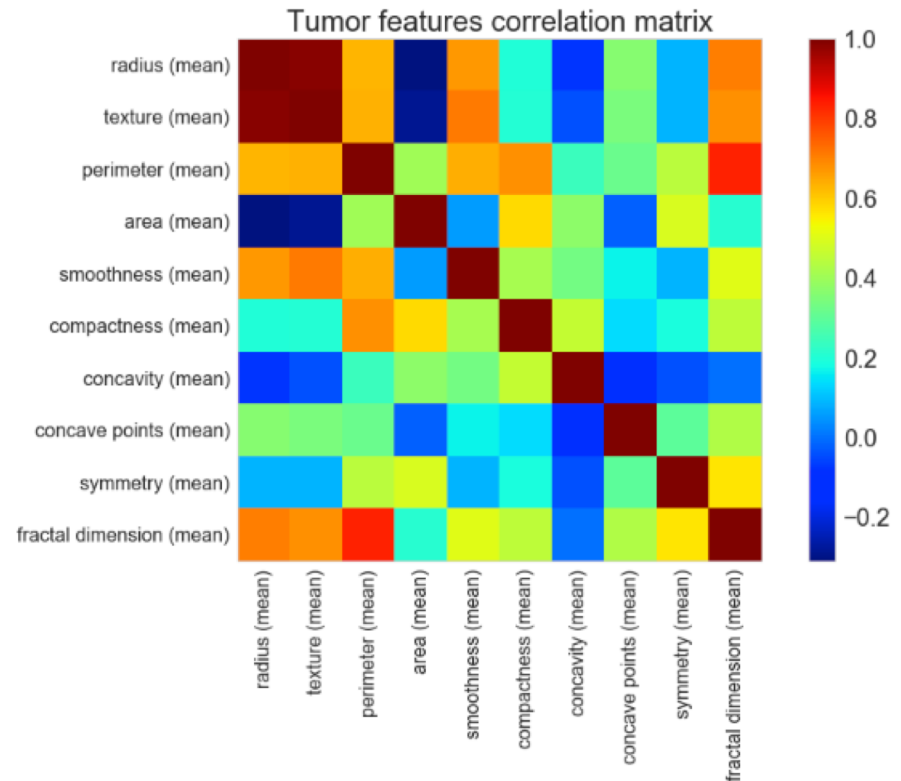 Tumor features correlation matrix
radius (mean)
texture (mean)
perimeter (mean)
area (mean)
smoothness (mean)
compactness (mean)
concavity (mean)
concave points (mean)
symmetry (mean)
fractal dimension (mean)
1.0
0.8
0.6
0.4
0.2
0.0
−0.2
radius (mean)
texture (mean)
perimeter (mean)
area (mean)
smoothness (mean)
compactness (mean)
concavity (mean)
concave points (mean)
symmetry (mean)
fractal dimension (mean)